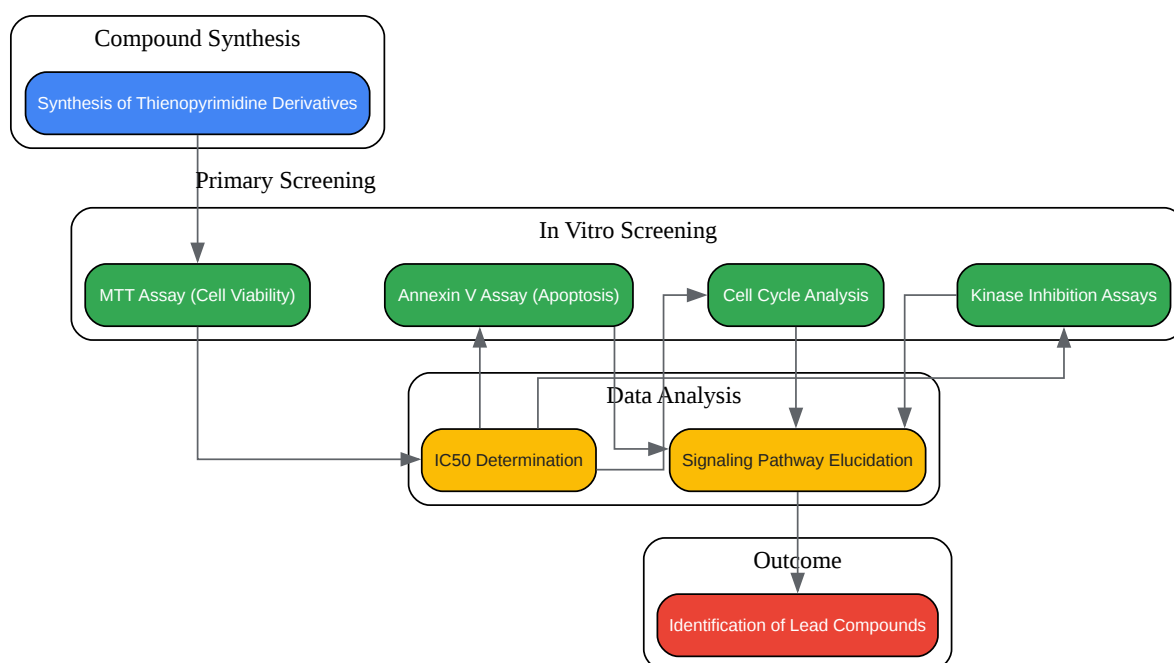 Compound Synthesis
Synthesis of Thienopyrimidine Derivatives
Primary Screening
In Vitro Screening
MTT Assay (Cell Viability)
Annexin V Assay (Apoptosis)
Cell Cycle Analysis
Kinase Inhibition Assays
Data Analysis
IC50 Determination
Signaling Pathway Elucidation
Outcome
Identification of Lead Compounds